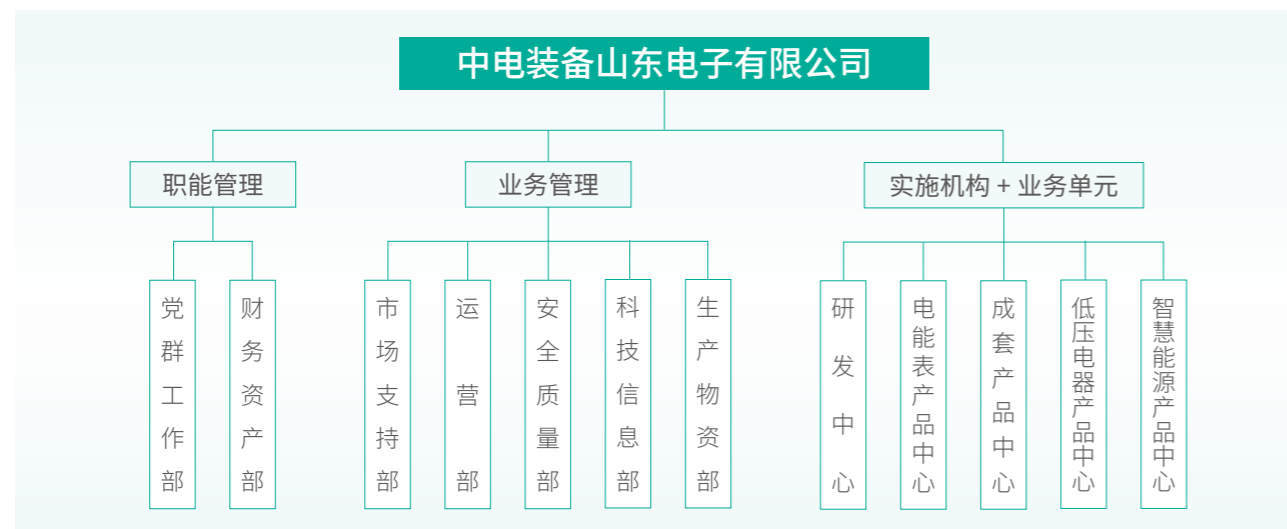 中电装备山东电子有限公司
职能管理
业务管理
实施机构 + 业务单元
党群工作部
财务资产部
市场支持部
运营部
安全质量部
科技信息部
生产物资部
研发中心
电能表产品中心
成套产品中心
低压电器产品中心
智慧能源产品中心